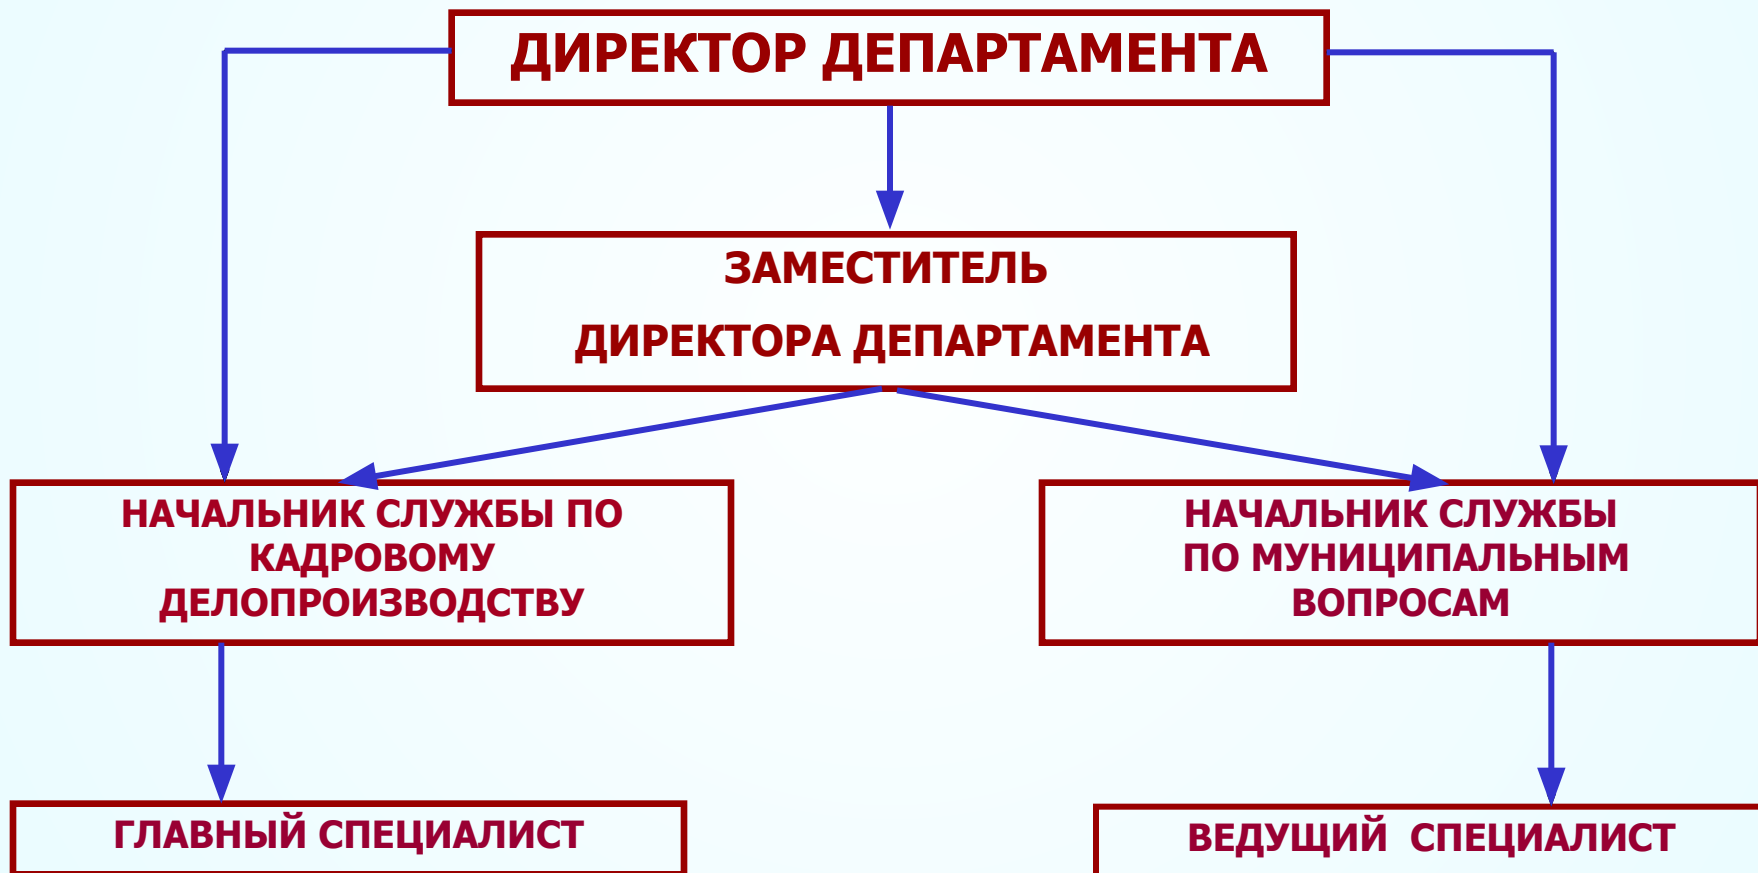 ДИРЕКТОР ДЕПАРТАМЕНТА
ЗАМЕСТИТЕЛЬ
ДИРЕКТОРА ДЕПАРТАМЕНТА
НАЧАЛЬНИК СЛУЖБЫ ПО
КАДРОВОМУ
ДЕЛОПРОИЗВОДСТВУ
НАЧАЛЬНИК СЛУЖБЫ
ПО МУНИЦИПАЛЬНЫМ
ВОПРОСАМ
ГЛАВНЫЙ СПЕЦИАЛИСТ
ВЕДУЩИЙ СПЕЦИАЛИСТ